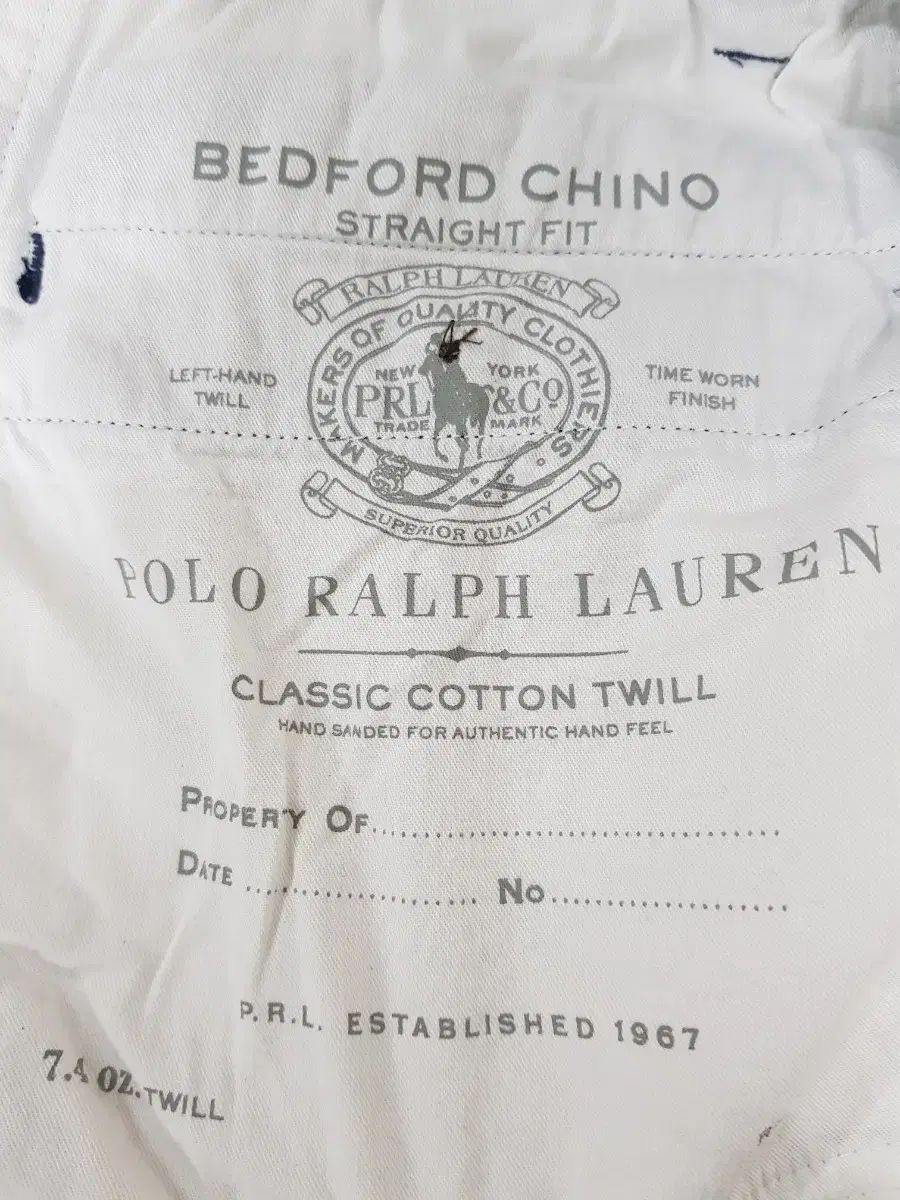 BEDFORD CHINO
STRAIGHT FIT
RALPH LAUREN
MAKERS OF QUALITY CLOTHIERS
LEFT-HAND
TWILL
NEW YORK
PRL &CO
TRADE MARK
TIME WORN
FINISH
SUPERIOR QUALITY
POLO RALPH LAUREN
CLASSIC COTTON TWILL
HAND SANDED FOR AUTHENTIC HAND FEEL
PROPERTY OF
DATE NO
P.R.L. ESTABLISHED 1967
7.4 OZ. TWILL